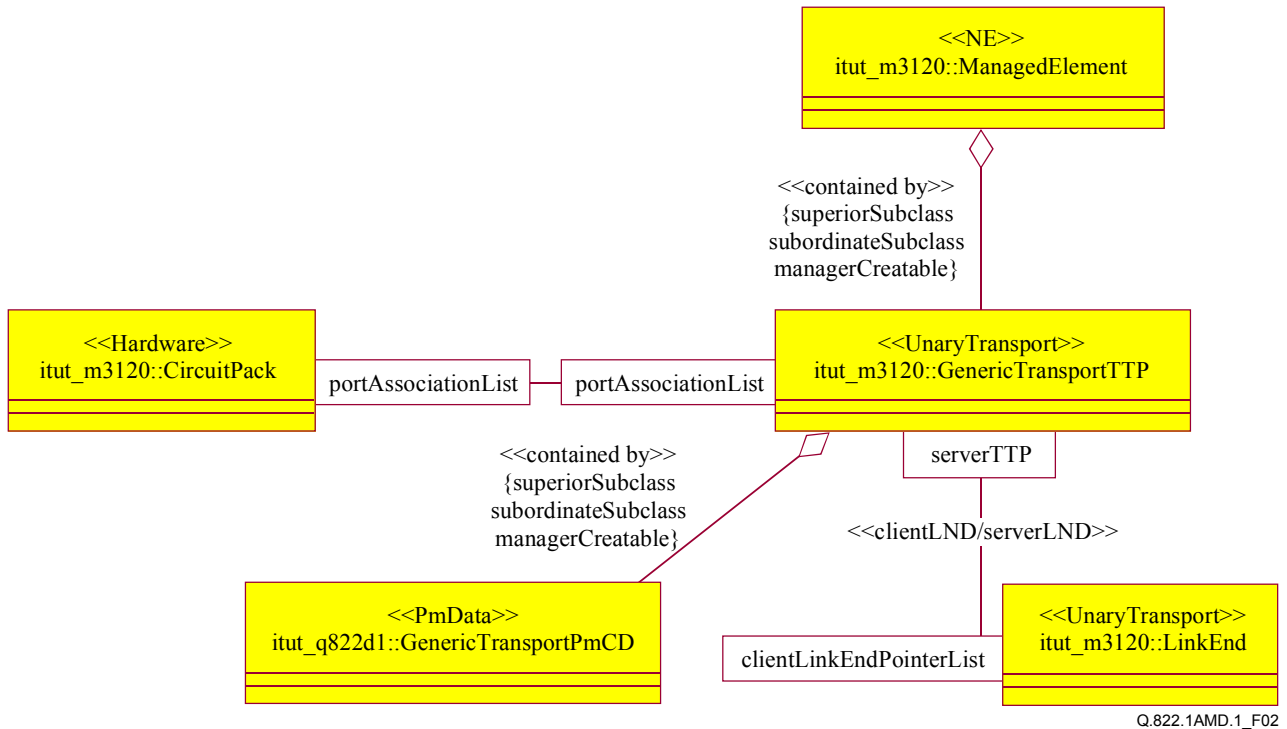 <<NE>>
itut_m3120::ManagedElement
<<contained by>>
{superiorSubclass
subordinateSubclass
managerCreatable}
<<Hardware>>
itut_m3120::CircuitPack
portAssociationList
portAssociationList
<<UnaryTransport>>
itut_m3120::GenericTransportTTP
<<contained by>>
{superiorSubclass
subordinateSubclass
managerCreatable}
serverTTP
<<clientLND/serverLND>>
<<PmData>>
itut_q822d1::GenericTransportPmCD
clientLinkEndPointerList
<<UnaryTransport>>
itut_m3120::LinkEnd
Q.822.1AMD.1_F02